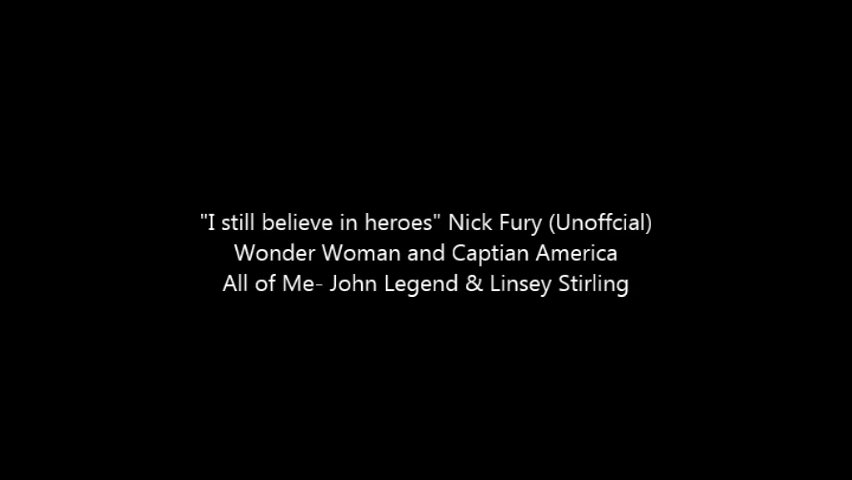 "I still believe in heroes" Nick Fury (Unoffcial)
Wonder Woman and Captian America
All of Me- John Legend & Linsey Stirling